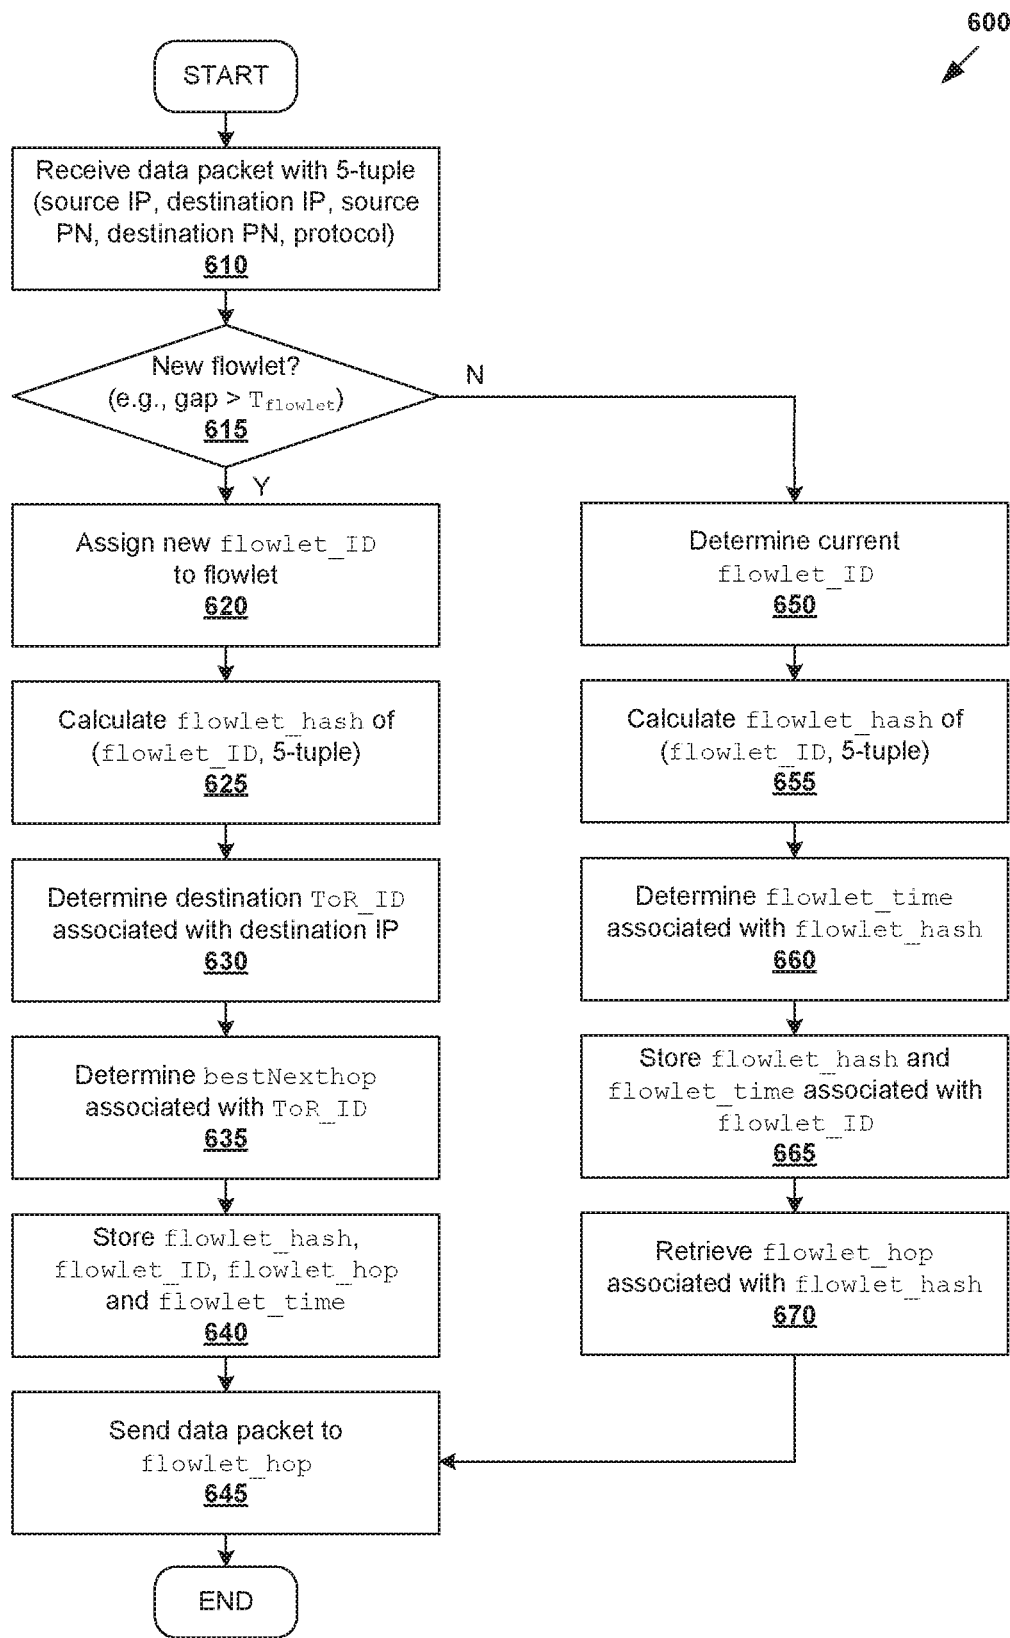 600
START
Receive data packet with 5-tuple
(source IP, destination IP, source
PN, destination PN, protocol)
610
New flowlet?
(e.g., gap > Tflowlet)
615
N
Y
Assign new flowlet_ID
to flowlet
620
Calculate flowlet_hash of
(flowlet_ID, 5-tuple)
625
Determine destination ToR_ID
associated with destination IP
630
Determine bestNexthop
associated with ToR_ID
635
Store flowlet_hash,
flowlet_ID, flowlet_hop
and flowlet_time
640
Send data packet to
flowlet_hop
645
END
Determine current
flowlet_ID
650
Calculate flowlet_hash of
(flowlet_ID, 5-tuple)
655
Determine flowlet_time
associated with flowlet_hash
660
Store flowlet_hash and
flowlet_time associated with
flowlet_ID
665
Retrieve flowlet_hop
associated with flowlet_hash
670